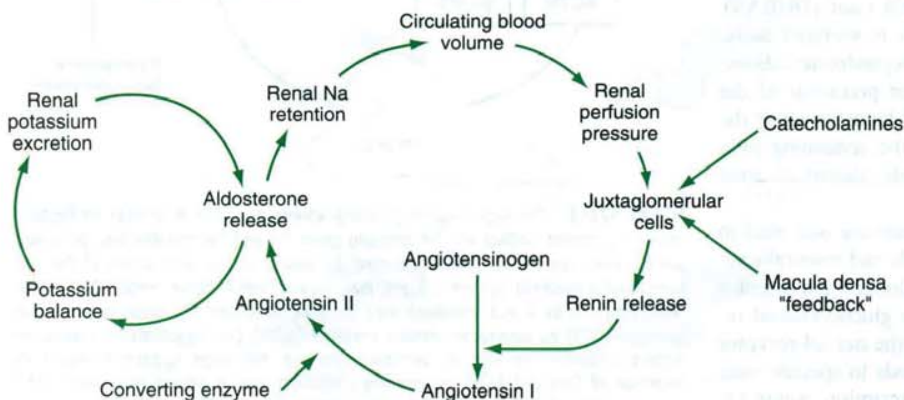 Circulating blood
volume
Renal
potassium
excretion
Renal Na
retention
Renal
perfusion
pressure
Catecholamines
Aldosterone
release
Juxtaglomerular
cells
Angiotensinogen
Potassium
balance
Angiotensin II
Renin release
Macula densa
"feedback"
Converting enzyme
Angiotensin I